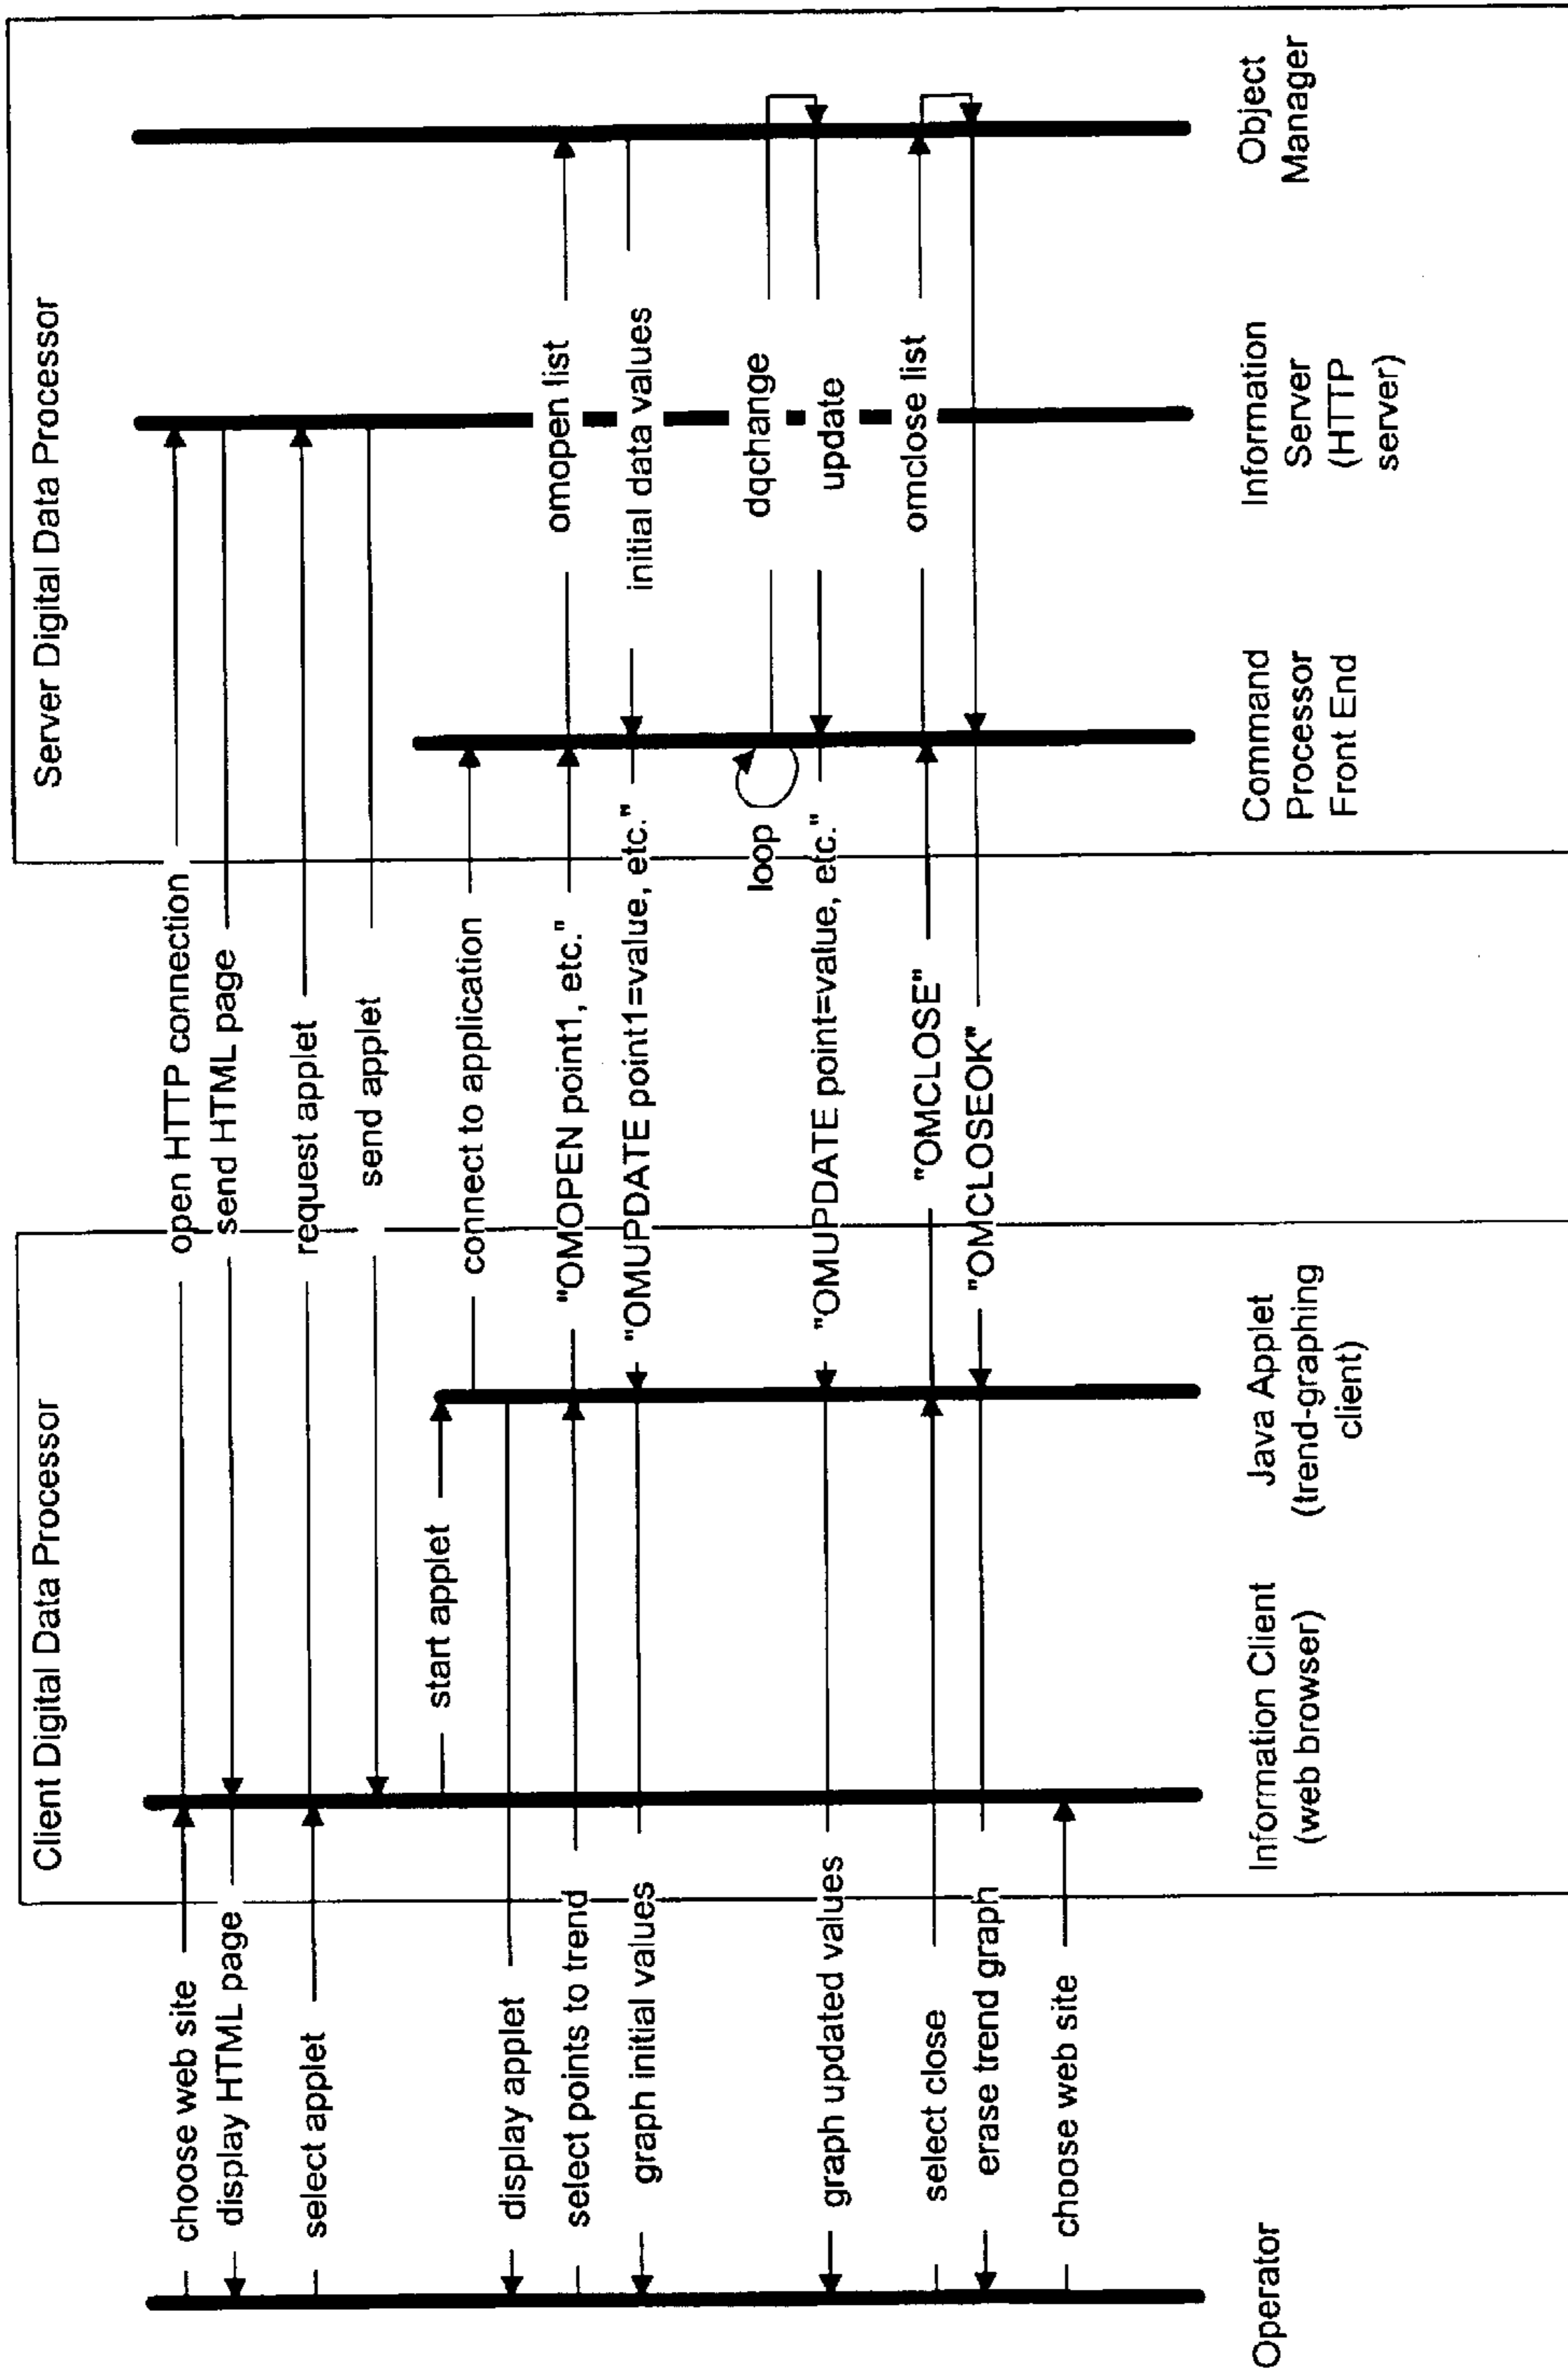 Client Digital Data Processor
Server Digital Data Processor
choose web site
open HTTP connection
display HTML page
send HTML page
select applet
request applet
send applet
start applet
connect to application
display applet
select points to trend
"OMOPEN point1, etc."
omopen list
graph initial values
"OMUPDATE point1=value, etc."
initial data values
loop
dqchange
graph updated values
"OMUPDATE point=value, etc."
update
select close
"OMCLOSE"
omclose list
erase trend graph
"OMCLOSEOK"
choose web site
Operator
Information Client
(web browser)
Java Applet
(trend-graphing
client)
Command
Processor
Front End
Information
Server
(HTTP
server)
Object
Manager